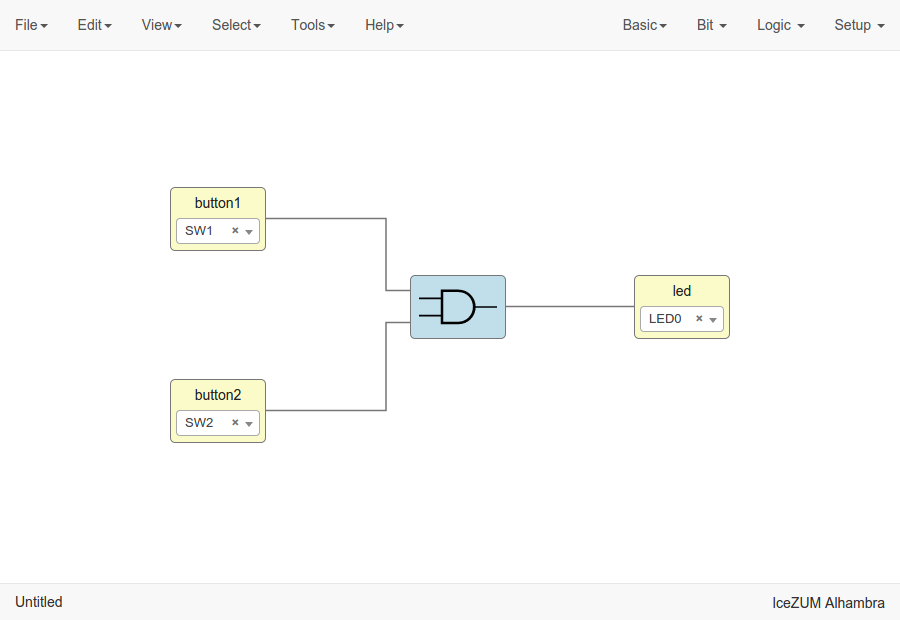 File Edit View Select Tools Help Basic Bit Logic Setup
button1
SW1 ×
led
LED0 ×
button2
SW2 ×
Untitled IceZUM Alhambra